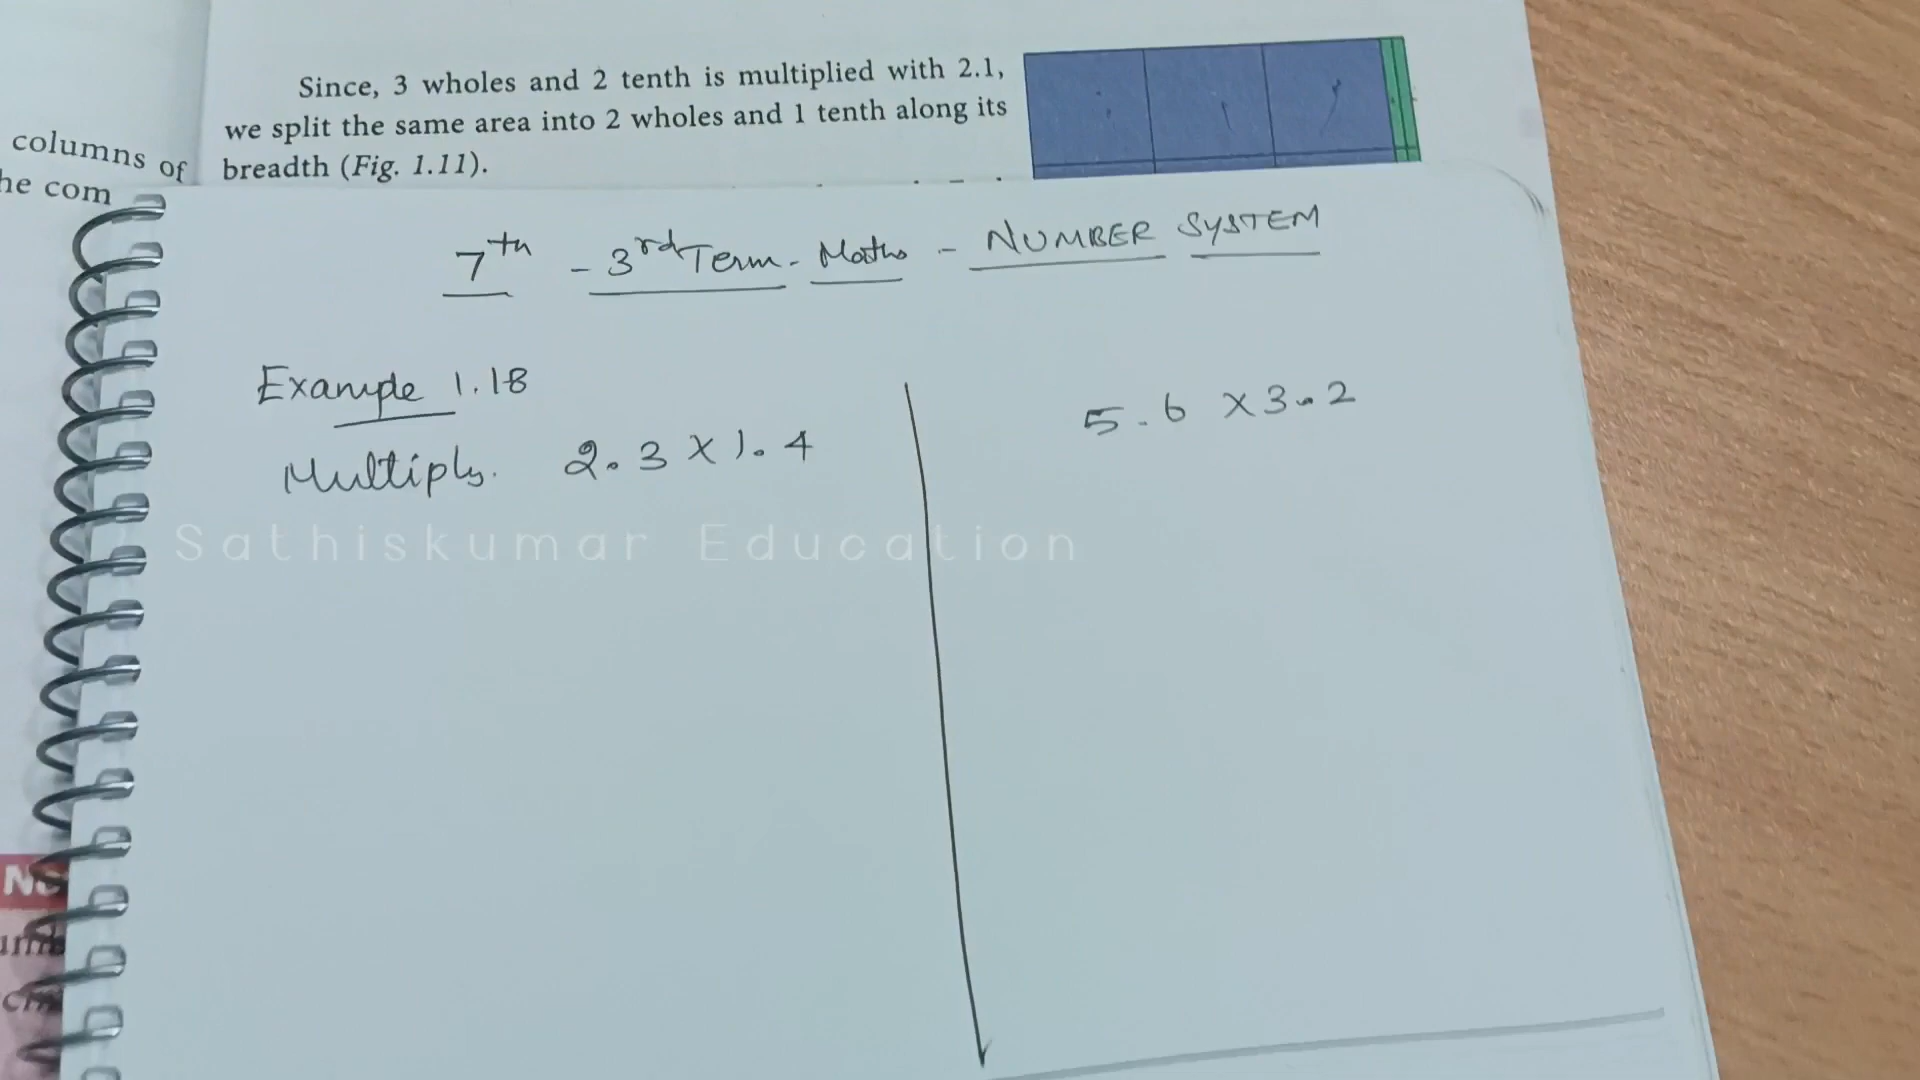 Since, 3 wholes and 2 tenth is multiplied with 2.1,
we split the same area into 2 wholes and 1 tenth along its
breadth (Fig. 1.11).
columns of
he com
7th - 3rd Term - Maths - NUMBER SYSTEM
Example 1.18
Multiply. 2.3 x 1.4
5.6 x 3.2
Sathiskumar Education